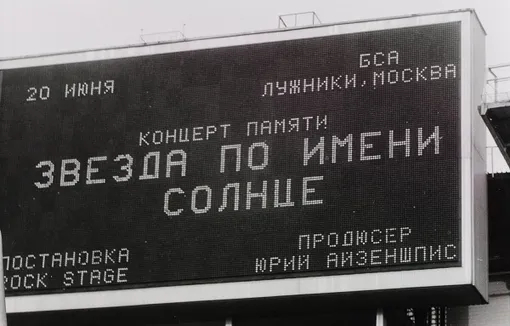 20 ИЮНЯ
БСА
ЛУЖНИКИ, МОСКВА
КОНЦЕРТ ПАМЯТИ
ЗВЕЗДА ПО ИМЕНИ
СОЛНЦЕ
ПОСТАНОВКА
ROCK STAGE
ПРОДЮСЕР
ЮРИЙ АЙЗЕНШПИС